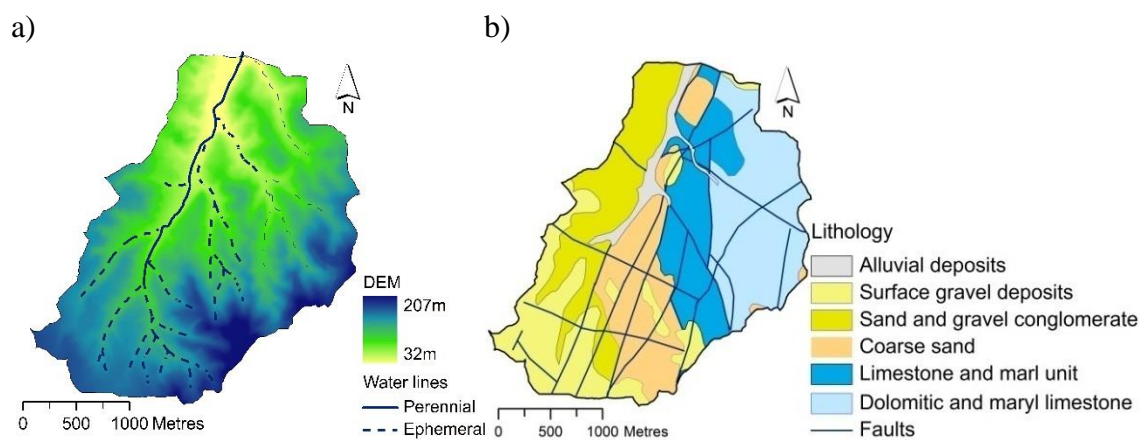 a)
N
DEM
207m
32m
Water lines
Perennial
Ephemeral
0 500 1000 Metres
b)
N
Lithology
Alluvial deposits
Surface gravel deposits
Sand and gravel conglomerate
Coarse sand
Limestone and marl unit
Dolomitic and maryl limestone
Faults
0 500 1000 Metres